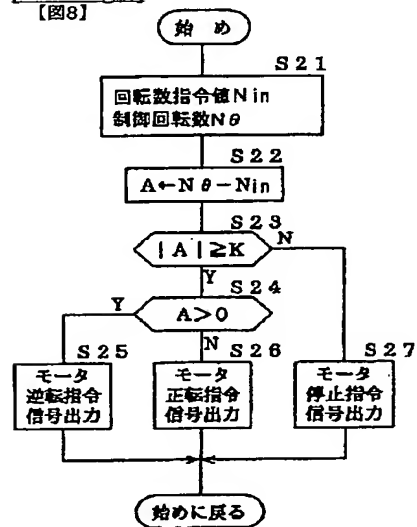 【図8】
始 め
S21
回転数指令値Nin
制御回転数Nθ
S22
A←Nθ-Nin
S23
|A|≧K
N
Y
S24
Y
A>0
N
S25
モータ
逆転指令
信号出力
S26
モータ
正転指令
信号出力
S27
モータ
停止指令
信号出力
始めに戻る